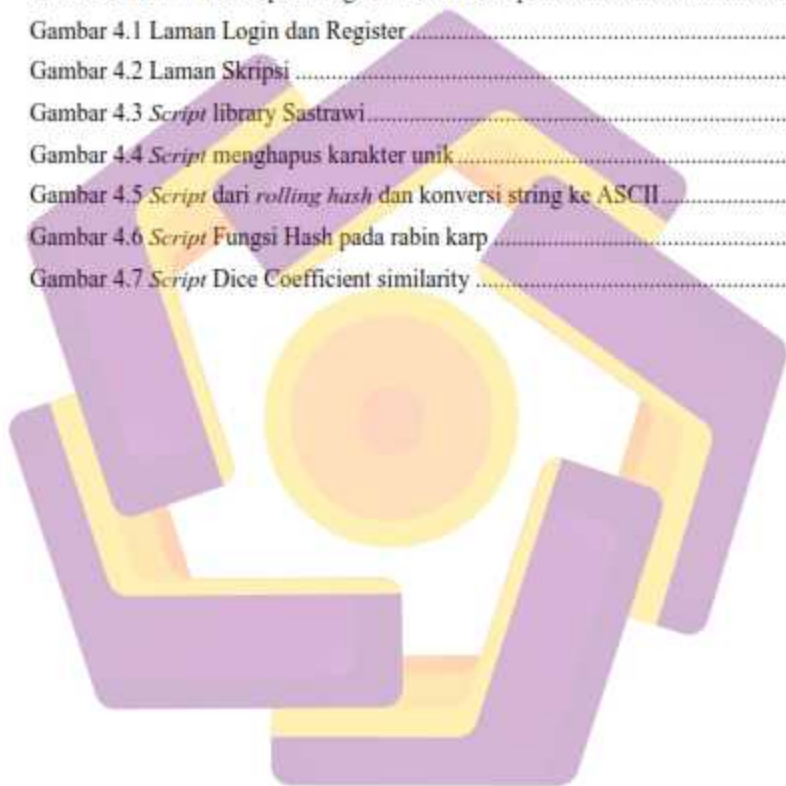 Gambar 4.1 Laman Login dan Register
Gambar 4.2 Laman Skripsi
Gambar 4.3 Script library Sastrawi
Gambar 4.4 Script menghapus karakter unik
Gambar 4.5 Script dari rolling hash dan konversi string ke ASCII
Gambar 4.6 Script Fungsi Hash pada rabin karp
Gambar 4.7 Script Dice Coefficient similarity